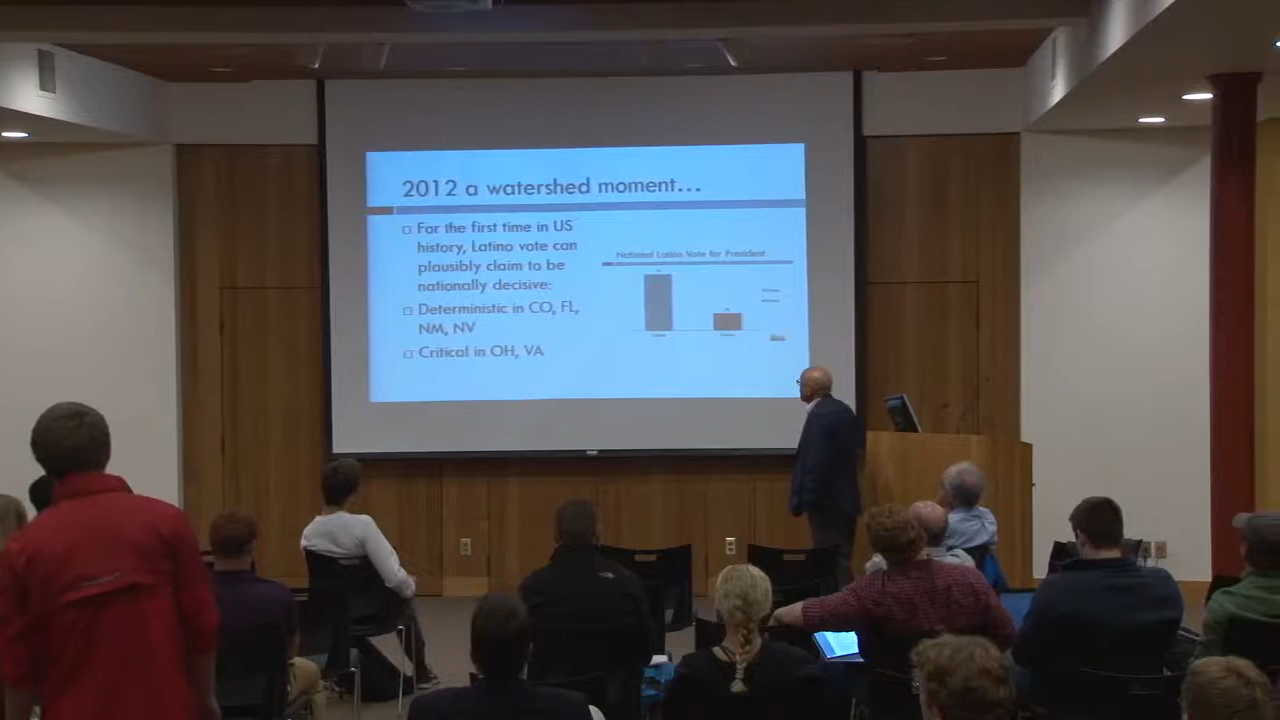 2012 a watershed moment...
For the first time in US
history, Latino vote can
plausibly claim to be
nationally decisive:
Deterministic in CO, FL,
NM, NV
Critical in OH, VA
National Latino Vote for President